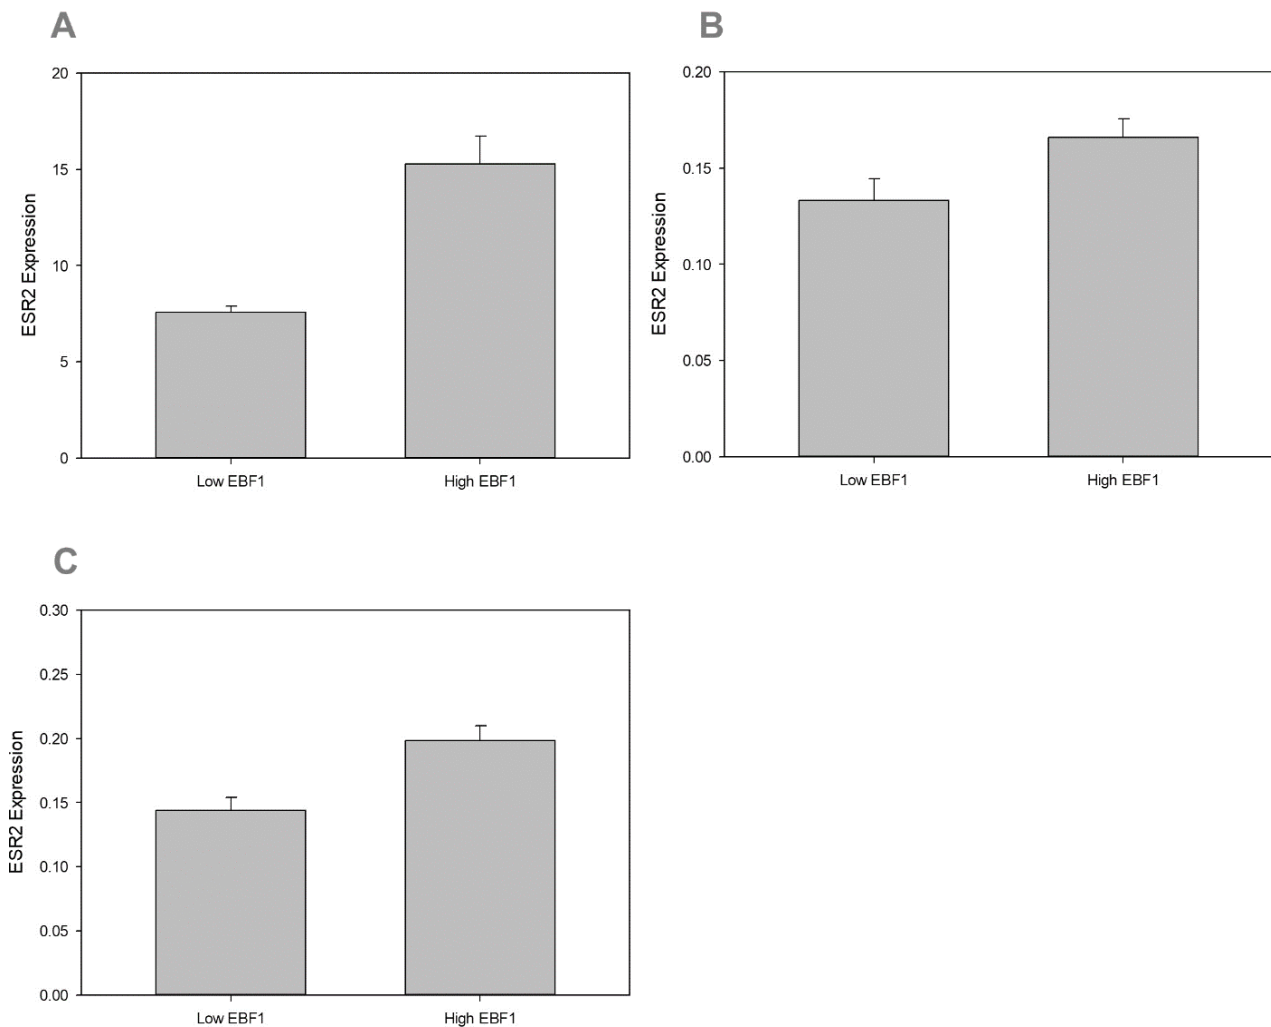 A
20
15
10
5
0
ESR2 Expression
Low EBF1
High EBF1
B
0.20
0.15
0.10
0.05
0.00
ESR2 Expression
Low EBF1
High EBF1
C
0.30
0.25
0.20
0.15
0.10
0.05
0.00
ESR2 Expression
Low EBF1
High EBF1